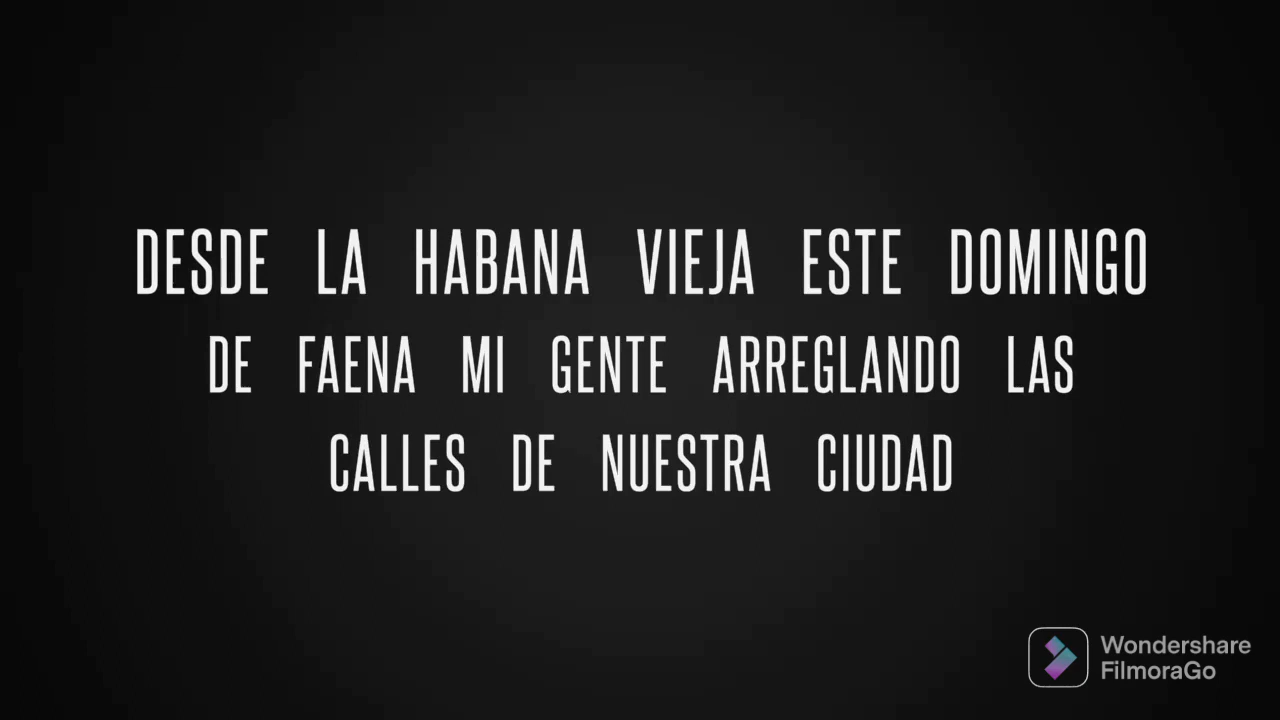 DESDE LA HABANA VIEJA ESTE DOMINGO
DE FAENA MI GENTE ARREGLANDO LAS
CALLES DE NUESTRA CIUDAD
Wondershare
FilmoraGo